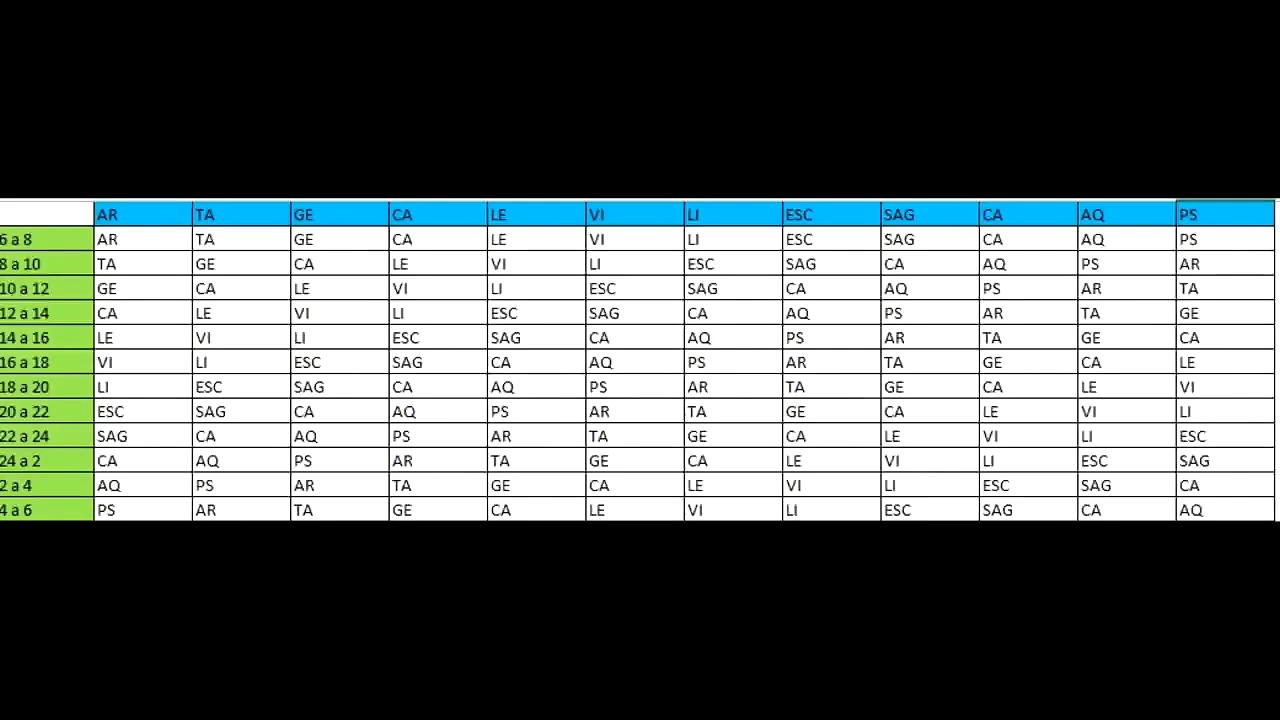 AR TA GE CA LE VI LI ESC SAG CA AQ PS
6 a 8 AR TA GE CA LE VI LI ESC SAG CA AQ PS
8 a 10 TA GE CA LE VI LI ESC SAG CA AQ PS AR
10 a 12 GE CA LE VI LI ESC SAG CA AQ PS AR TA
12 a 14 CA LE VI LI ESC SAG CA AQ PS AR TA GE
14 a 16 LE VI LI ESC SAG CA AQ PS AR TA GE CA
16 a 18 VI LI ESC SAG CA AQ PS AR TA GE CA LE
18 a 20 LI ESC SAG CA AQ PS AR TA GE CA LE VI
20 a 22 ESC SAG CA AQ PS AR TA GE CA LE VI LI
22 a 24 SAG CA AQ PS AR TA GE CA LE VI LI ESC
24 a 2 CA AQ PS AR TA GE CA LE VI LI ESC SAG
2 a 4 AQ PS AR TA GE CA LE VI LI ESC SAG CA
4 a 6 PS AR TA GE CA LE VI LI ESC SAG CA AQ